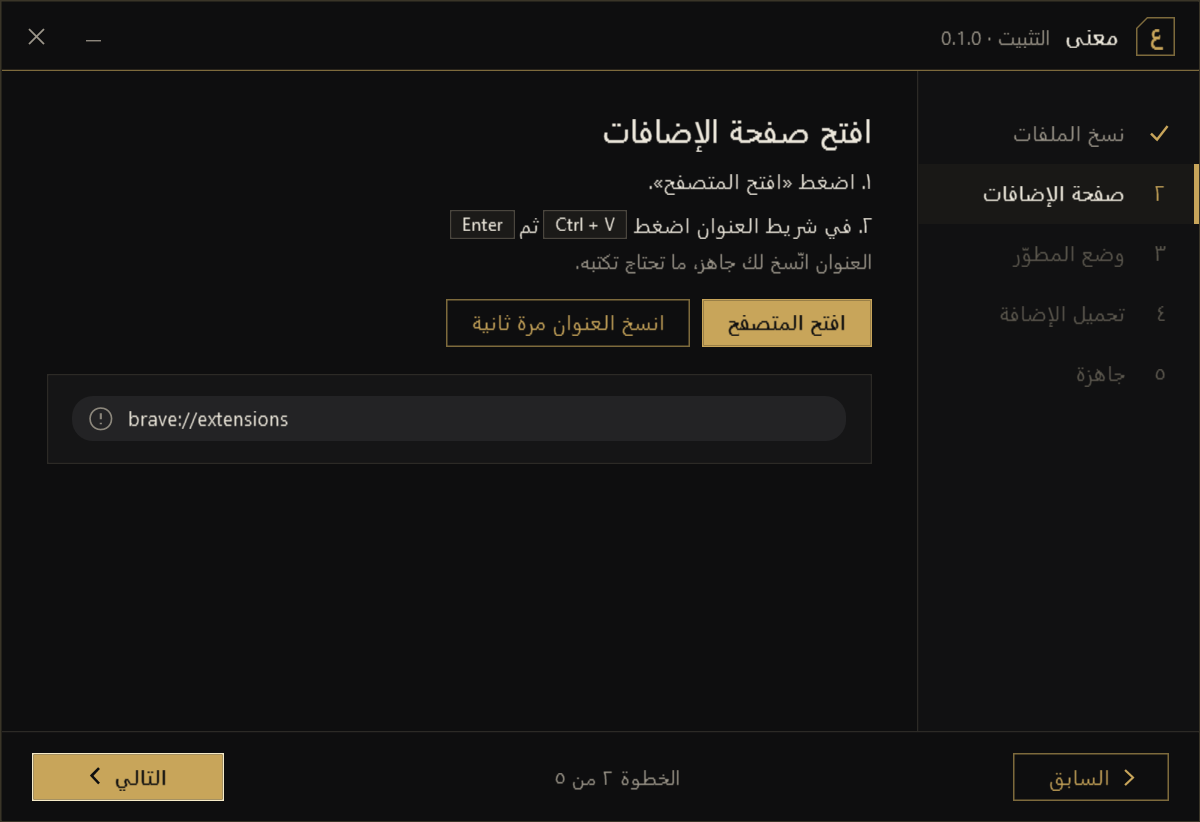 ع معنى التثبيت · 0.1.0
نسخ الملفات
٢ صفحة الإضافات
٣ وضع المطوّر
٤ تحميل الإضافة
٥ جاهزة
افتح صفحة الإضافات
١. اضغط «افتح المتصفح».
٢. في شريط العنوان اضغط Ctrl + V ثم Enter
العنوان انّسخ لك جاهز، ما تحتاج تكتبه.
افتح المتصفح
انسخ العنوان مرة ثانية
brave://extensions
السابق
الخطوة ٢ من ٥
التالي